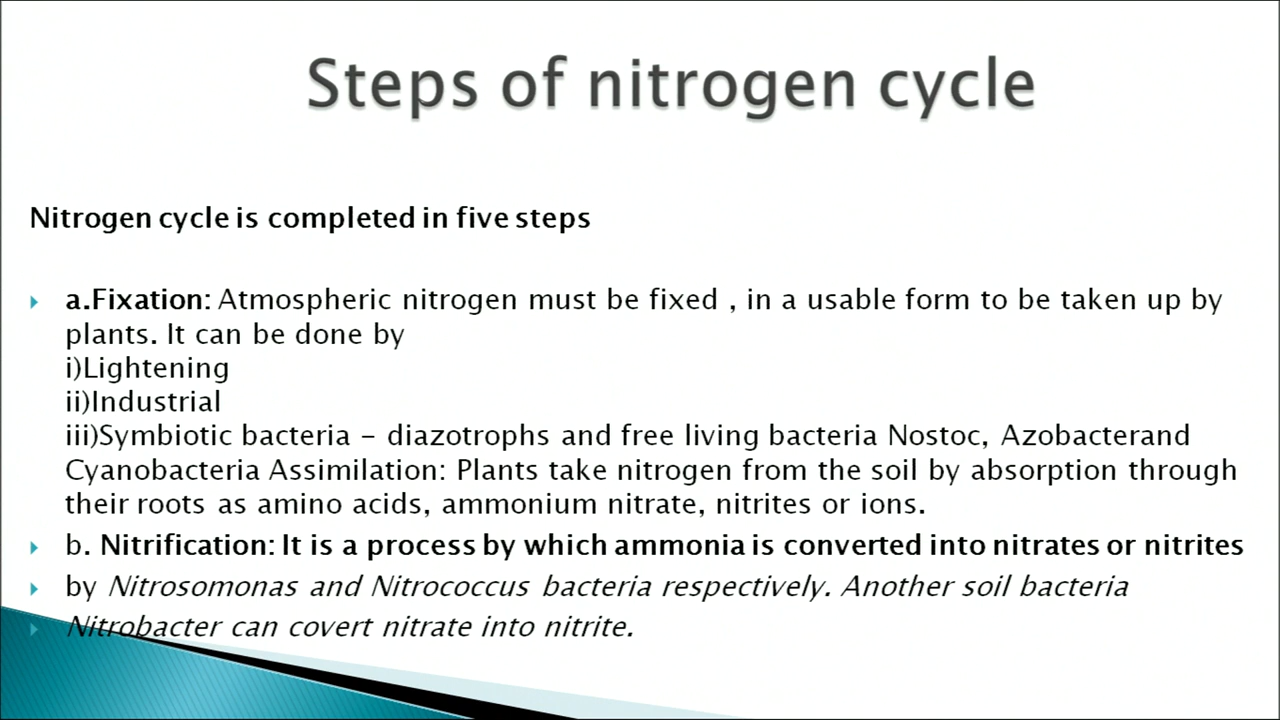 Steps of nitrogen cycle
Nitrogen cycle is completed in five steps
a.Fixation: Atmospheric nitrogen must be fixed , in a usable form to be taken up by
plants. It can be done by
i)Lightening
ii)Industrial
iii)Symbiotic bacteria – diazotrophs and free living bacteria Nostoc, Azobacterand
Cyanobacteria Assimilation: Plants take nitrogen from the soil by absorption through
their roots as amino acids, ammonium nitrate, nitrites or ions.
b. Nitrification: It is a process by which ammonia is converted into nitrates or nitrites
by Nitrosomonas and Nitrococcus bacteria respectively. Another soil bacteria
Nitrobacter can covert nitrate into nitrite.